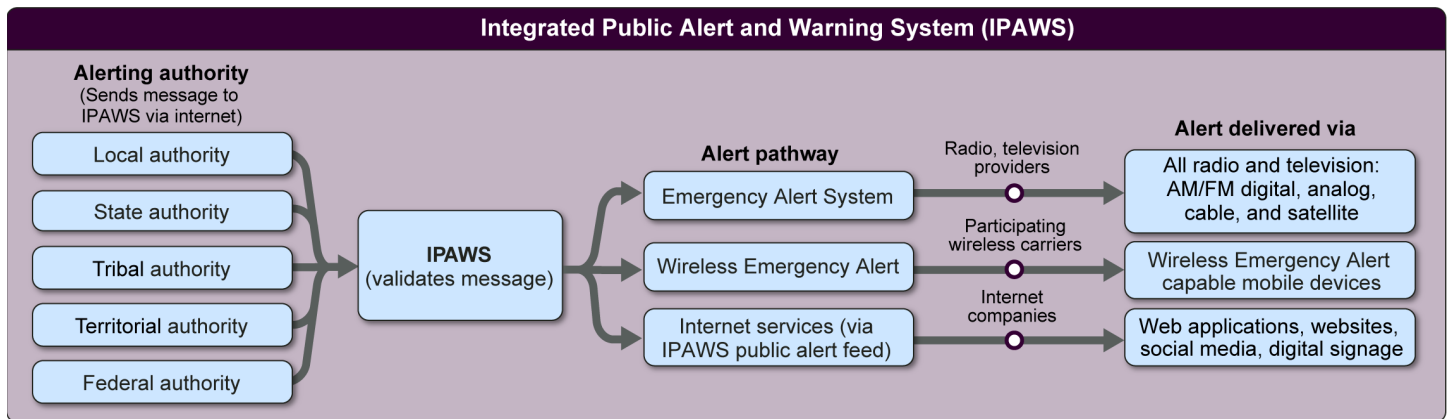 Integrated Public Alert and Warning System (IPAWS)
Alerting authority
(Sends message to
IPAWS via internet)
Local authority
State authority
Tribal authority
Territorial authority
Federal authority
IPAWS
(validates message)
Alert pathway
Emergency Alert System
Wireless Emergency Alert
Internet services (via
IPAWS public alert feed)
Radio, television
providers
Participating
wireless carriers
Internet
companies
Alert delivered via
All radio and television:
AM/FM digital, analog,
cable, and satellite
Wireless Emergency Alert
capable mobile devices
Web applications, websites,
social media, digital signage